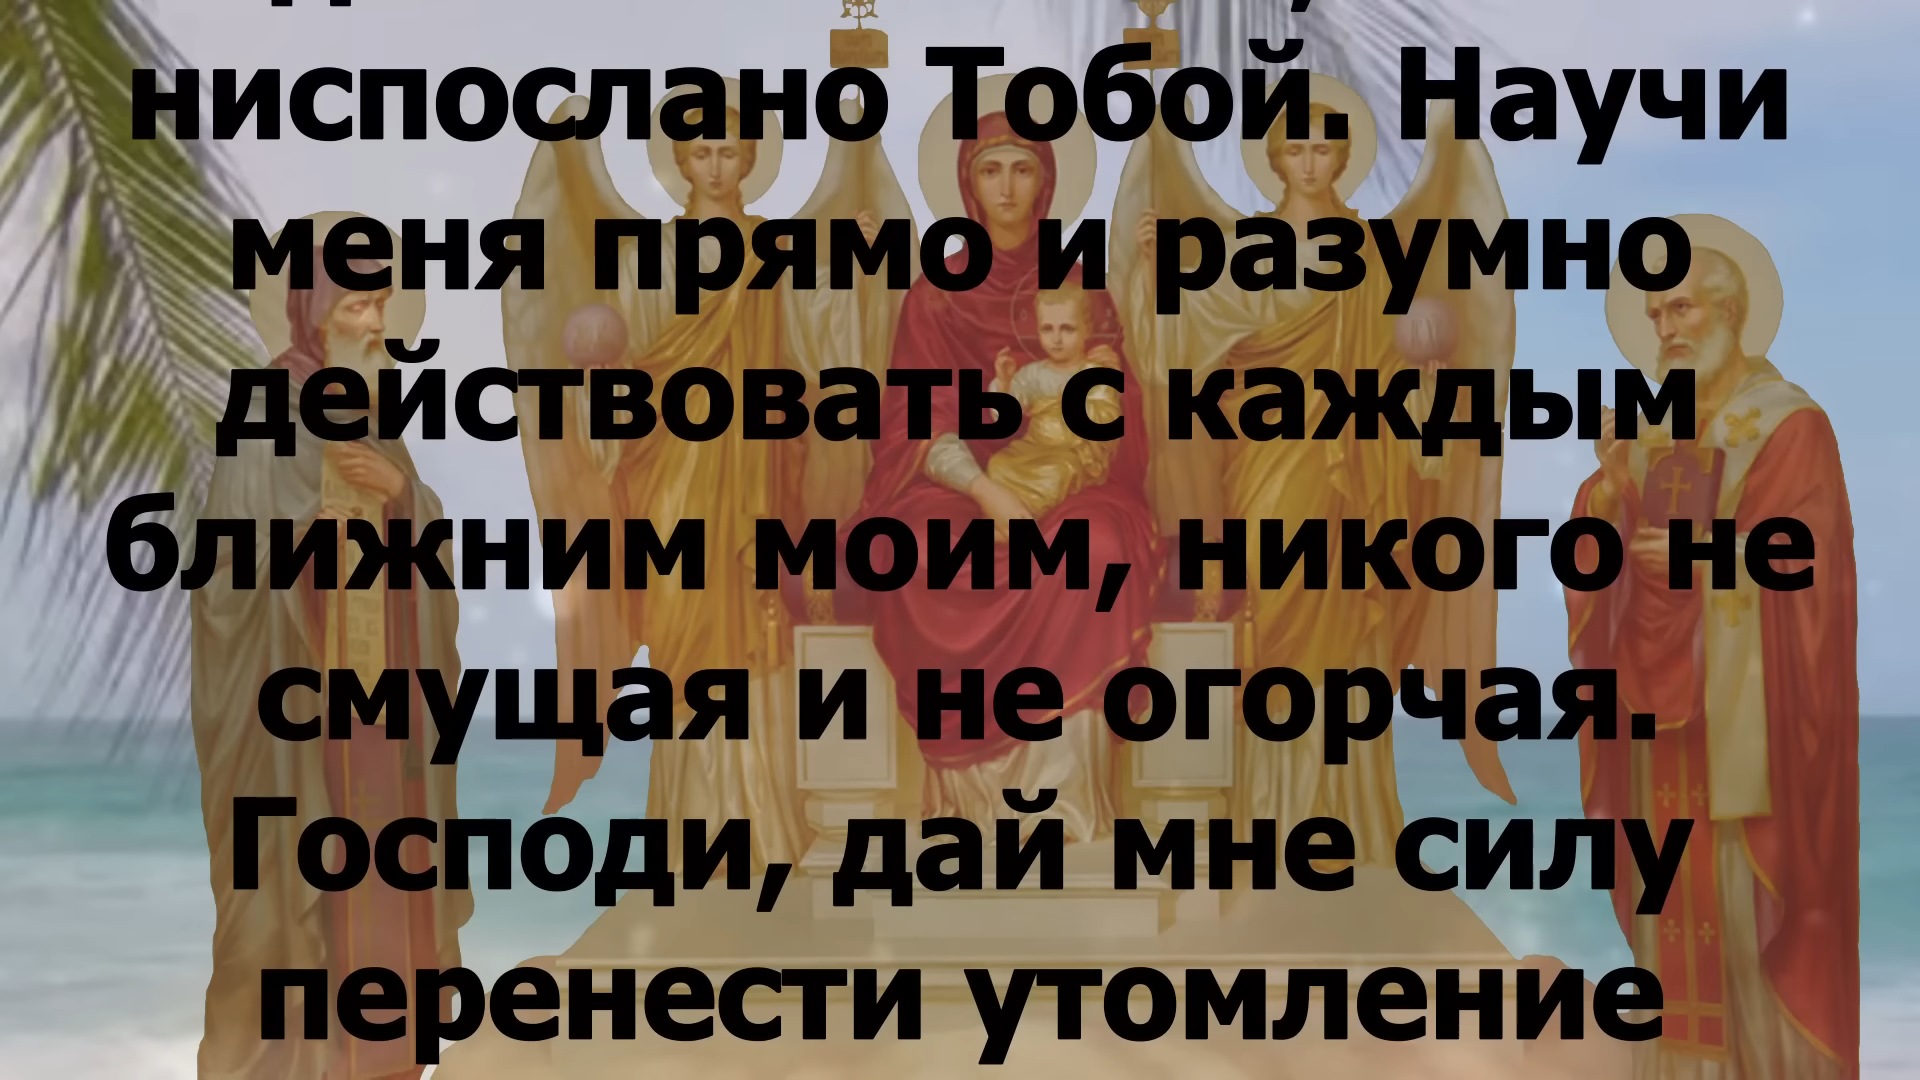 ниспослано Тобой. Научи
меня прямо и разумно
действовать с каждым
ближним моим, никого не
смущая и не огорчая.
Господи, дай мне силу
перенести утомление